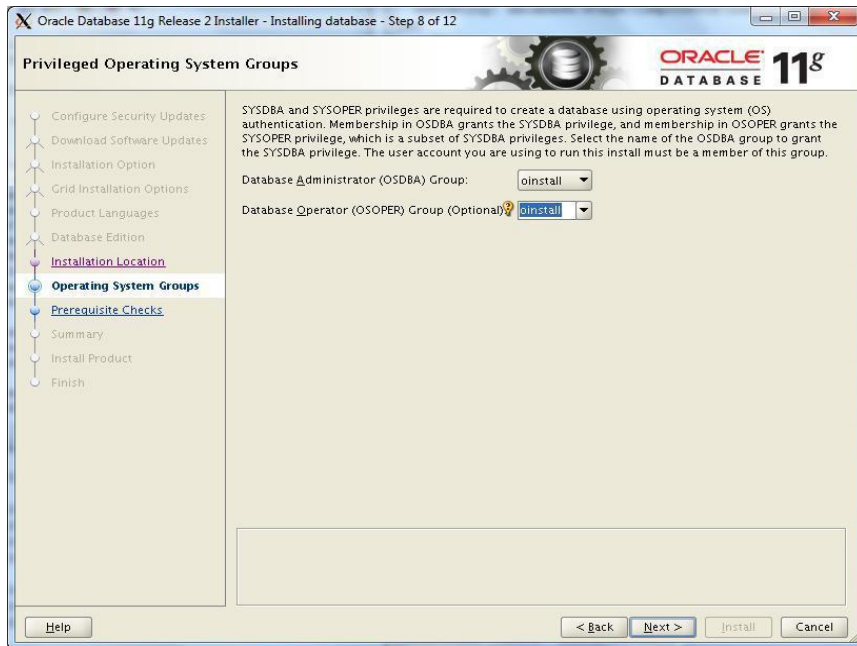 Oracle Database 11g Release 2 Installer - Installing database - Step 8 of 12
Privileged Operating System Groups
ORACLE
DATABASE
11g
Configure Security Updates
Download Software Updates
Installation Option
Grid Installation Options
Product Languages
Database Edition
Installation Location
Operating System Groups
Prerequisite Checks
Summary
Install Product
Finish
SYSDBA and SYSOPER privileges are required to create a database using operating system (OS)
authentication. Membership in OSDBA grants the SYSDBA privilege, and membership in OSOPER grants the
SYSOPER privilege, which is a subset of SYSDBA privileges. Select the name of the OSDBA group to grant
the SYSDBA privilege. The user account you are using to run this install must be a member of this group.
Database Administrator (OSDBA) Group: oinstall
Database Operator (OSOPER) Group (Optional) oinstall
Help
< Back
Next >
Install
Cancel